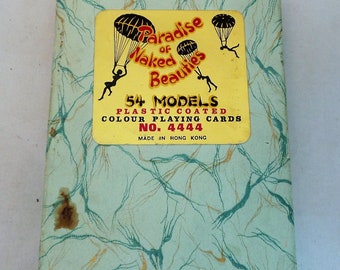 Paradise
of
Naked
Beauties
54 MODELS
PLASTIC COATED
COLOUR PLAYING CARDS
NO. 4444
MADE IN HONG KONG